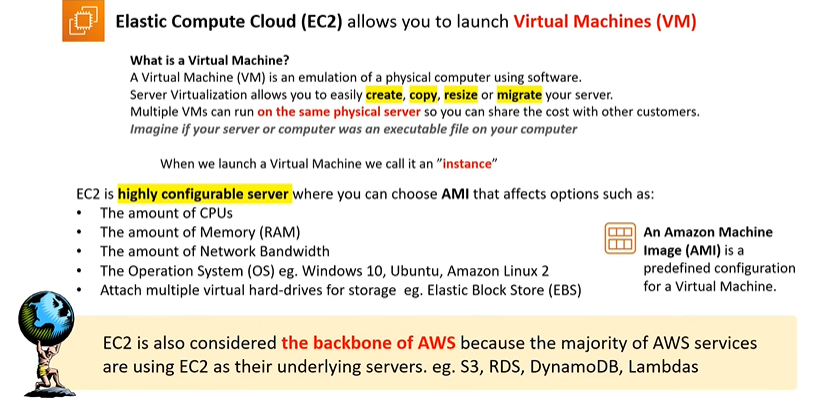 Elastic Compute Cloud (EC2) allows you to launch Virtual Machines (VM)
What is a Virtual Machine?
A Virtual Machine (VM) is an emulation of a physical computer using software.
Server Virtualization allows you to easily create, copy, resize or migrate your server.
Multiple VMs can run on the same physical server so you can share the cost with other customers.
Imagine if your server or computer was an executable file on your computer
When we launch a Virtual Machine we call it an "instance"
EC2 is highly configurable server where you can choose AMI that affects options such as:
• The amount of CPUs
• The amount of Memory (RAM)
• The amount of Network Bandwidth
• The Operation System (OS) eg. Windows 10, Ubuntu, Amazon Linux 2
• Attach multiple virtual hard-drives for storage eg. Elastic Block Store (EBS)
An Amazon Machine
Image (AMI) is a
predefined configuration
for a Virtual Machine.
EC2 is also considered the backbone of AWS because the majority of AWS services
are using EC2 as their underlying servers. eg. S3, RDS, DynamoDB, Lambdas